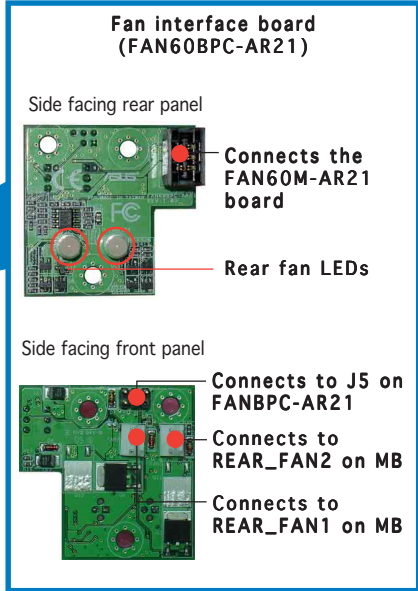 Fan interface board
(FAN60BPC-AR21)
Side facing rear panel
Connects the
FAN60M-AR21
board
Rear fan LEDs
Side facing front panel
Connects to J5 on
FANBPC-AR21
Connects to
REAR_FAN2 on MB
Connects to
REAR_FAN1 on MB